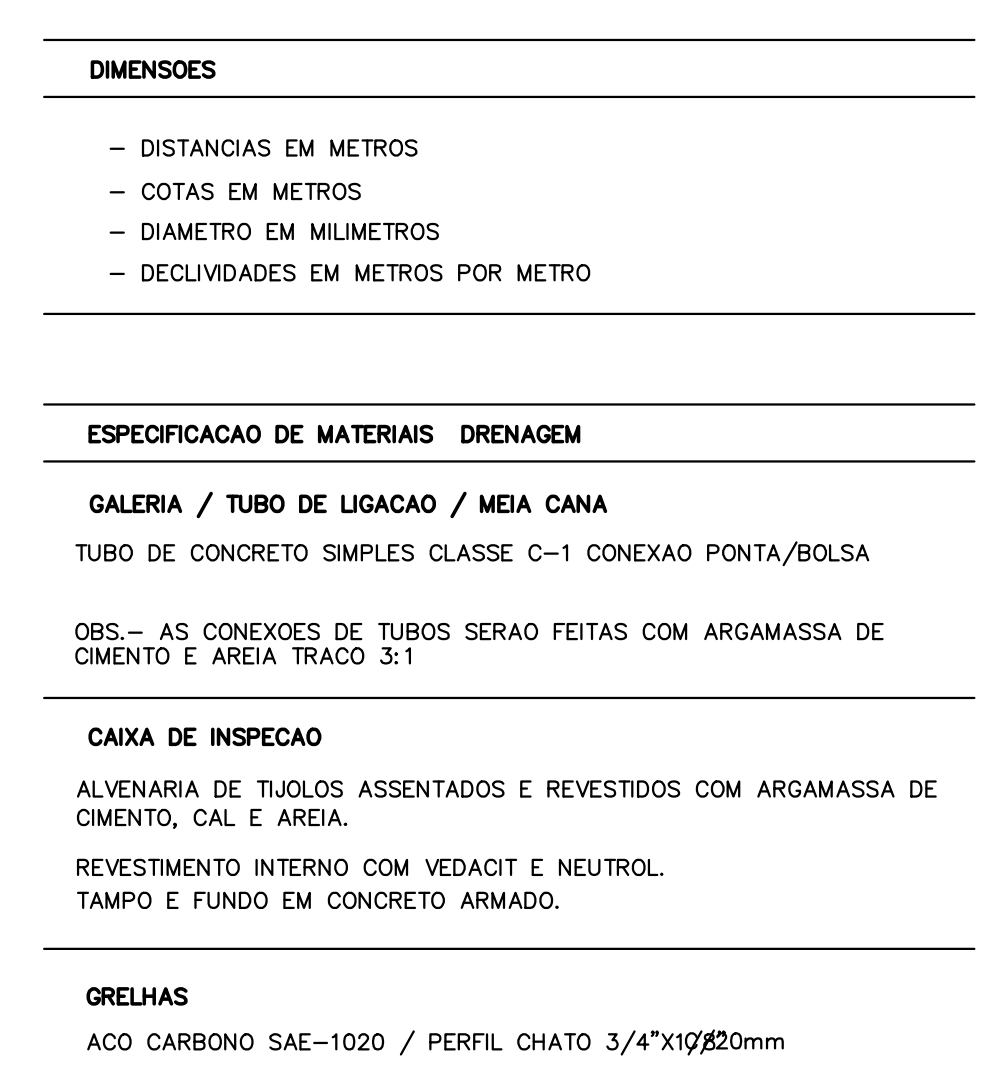 DIMENSOES
– DISTANCIAS EM METROS
– COTAS EM METROS
– DIAMETRO EM MILIMETROS
– DECLIVIDADES EM METROS POR METRO
ESPECIFICACAO DE MATERIAIS DRENAGEM
GALERIA / TUBO DE LIGACAO / MEIA CANA
TUBO DE CONCRETO SIMPLES CLASSE C–1 CONEXAO PONTA/BOLSA
OBS.– AS CONEXOES DE TUBOS SERAO FEITAS COM ARGAMASSA DE
CIMENTO E AREIA TRACO 3:1
CAIXA DE INSPECAO
ALVENARIA DE TIJOLOS ASSENTADOS E REVESTIDOS COM ARGAMASSA DE
CIMENTO, CAL E AREIA.
REVESTIMENTO INTERNO COM VEDACIT E NEUTROL.
TAMPO E FUNDO EM CONCRETO ARMADO.
GRELHAS
ACO CARBONO SAE–1020 / PERFIL CHATO